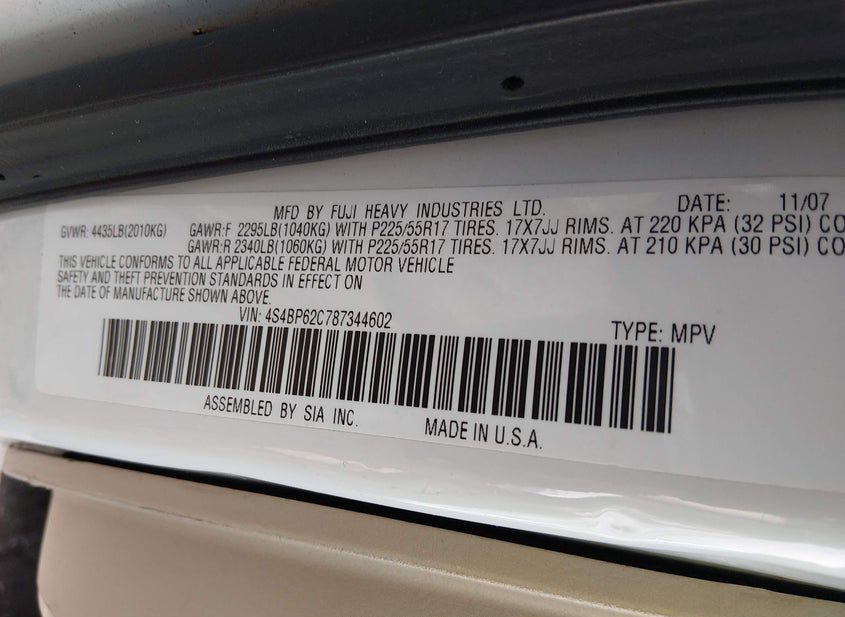 MFD BY FUJI HEAVY INDUSTRIES LTD. DATE: 11/07
GVWR: 4435LB(2010KG) GAWR:F 2295LB(1040KG) WITH P225/55R17 TIRES. 17X7JJ RIMS. AT 220 KPA (32 PSI) CO
GAWR:R 2340LB(1060KG) WITH P225/55R17 TIRES. 17X7JJ RIMS. AT 210 KPA (30 PSI) CO
THIS VEHICLE CONFORMS TO ALL APPLICABLE FEDERAL MOTOR VEHICLE
SAFETY AND THEFT PREVENTION STANDARDS IN EFFECT ON
THE DATE OF MANUFACTURE SHOWN ABOVE.
VIN: 4S4BP62C787344602 TYPE: MPV
ASSEMBLED BY SIA INC. MADE IN U.S.A.